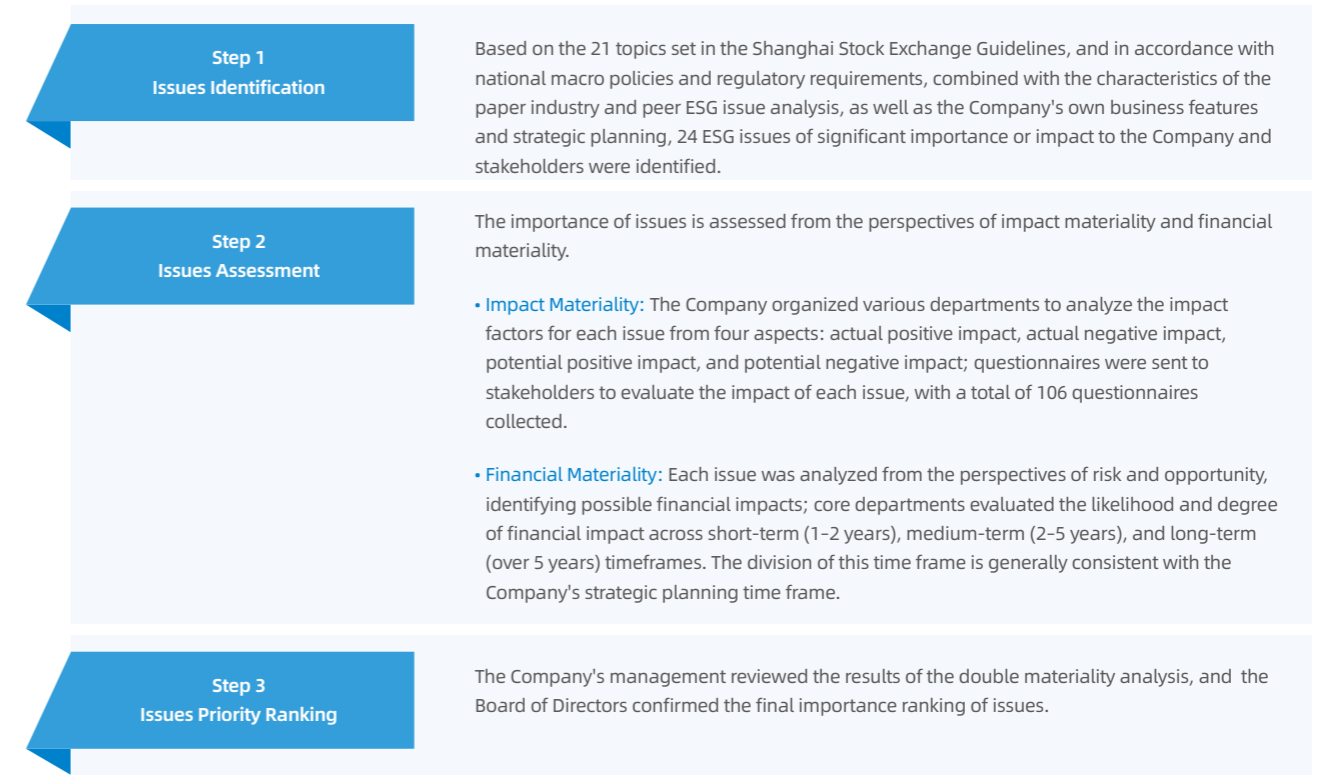 Step 1
Issues Identification
Based on the 21 topics set in the Shanghai Stock Exchange Guidelines, and in accordance with
national macro policies and regulatory requirements, combined with the characteristics of the
paper industry and peer ESG issue analysis, as well as the Company's own business features
and strategic planning, 24 ESG issues of significant importance or impact to the Company and
stakeholders were identified.
Step 2
Issues Assessment
The importance of issues is assessed from the perspectives of impact materiality and financial
materiality.
• Impact Materiality: The Company organized various departments to analyze the impact
factors for each issue from four aspects: actual positive impact, actual negative impact,
potential positive impact, and potential negative impact; questionnaires were sent to
stakeholders to evaluate the impact of each issue, with a total of 106 questionnaires
collected.
• Financial Materiality: Each issue was analyzed from the perspectives of risk and opportunity,
identifying possible financial impacts; core departments evaluated the likelihood and degree
of financial impact across short-term (1–2 years), medium-term (2–5 years), and long-term
(over 5 years) timeframes. The division of this time frame is generally consistent with the
Company's strategic planning time frame.
Step 3
Issues Priority Ranking
The Company's management reviewed the results of the double materiality analysis, and the
Board of Directors confirmed the final importance ranking of issues.